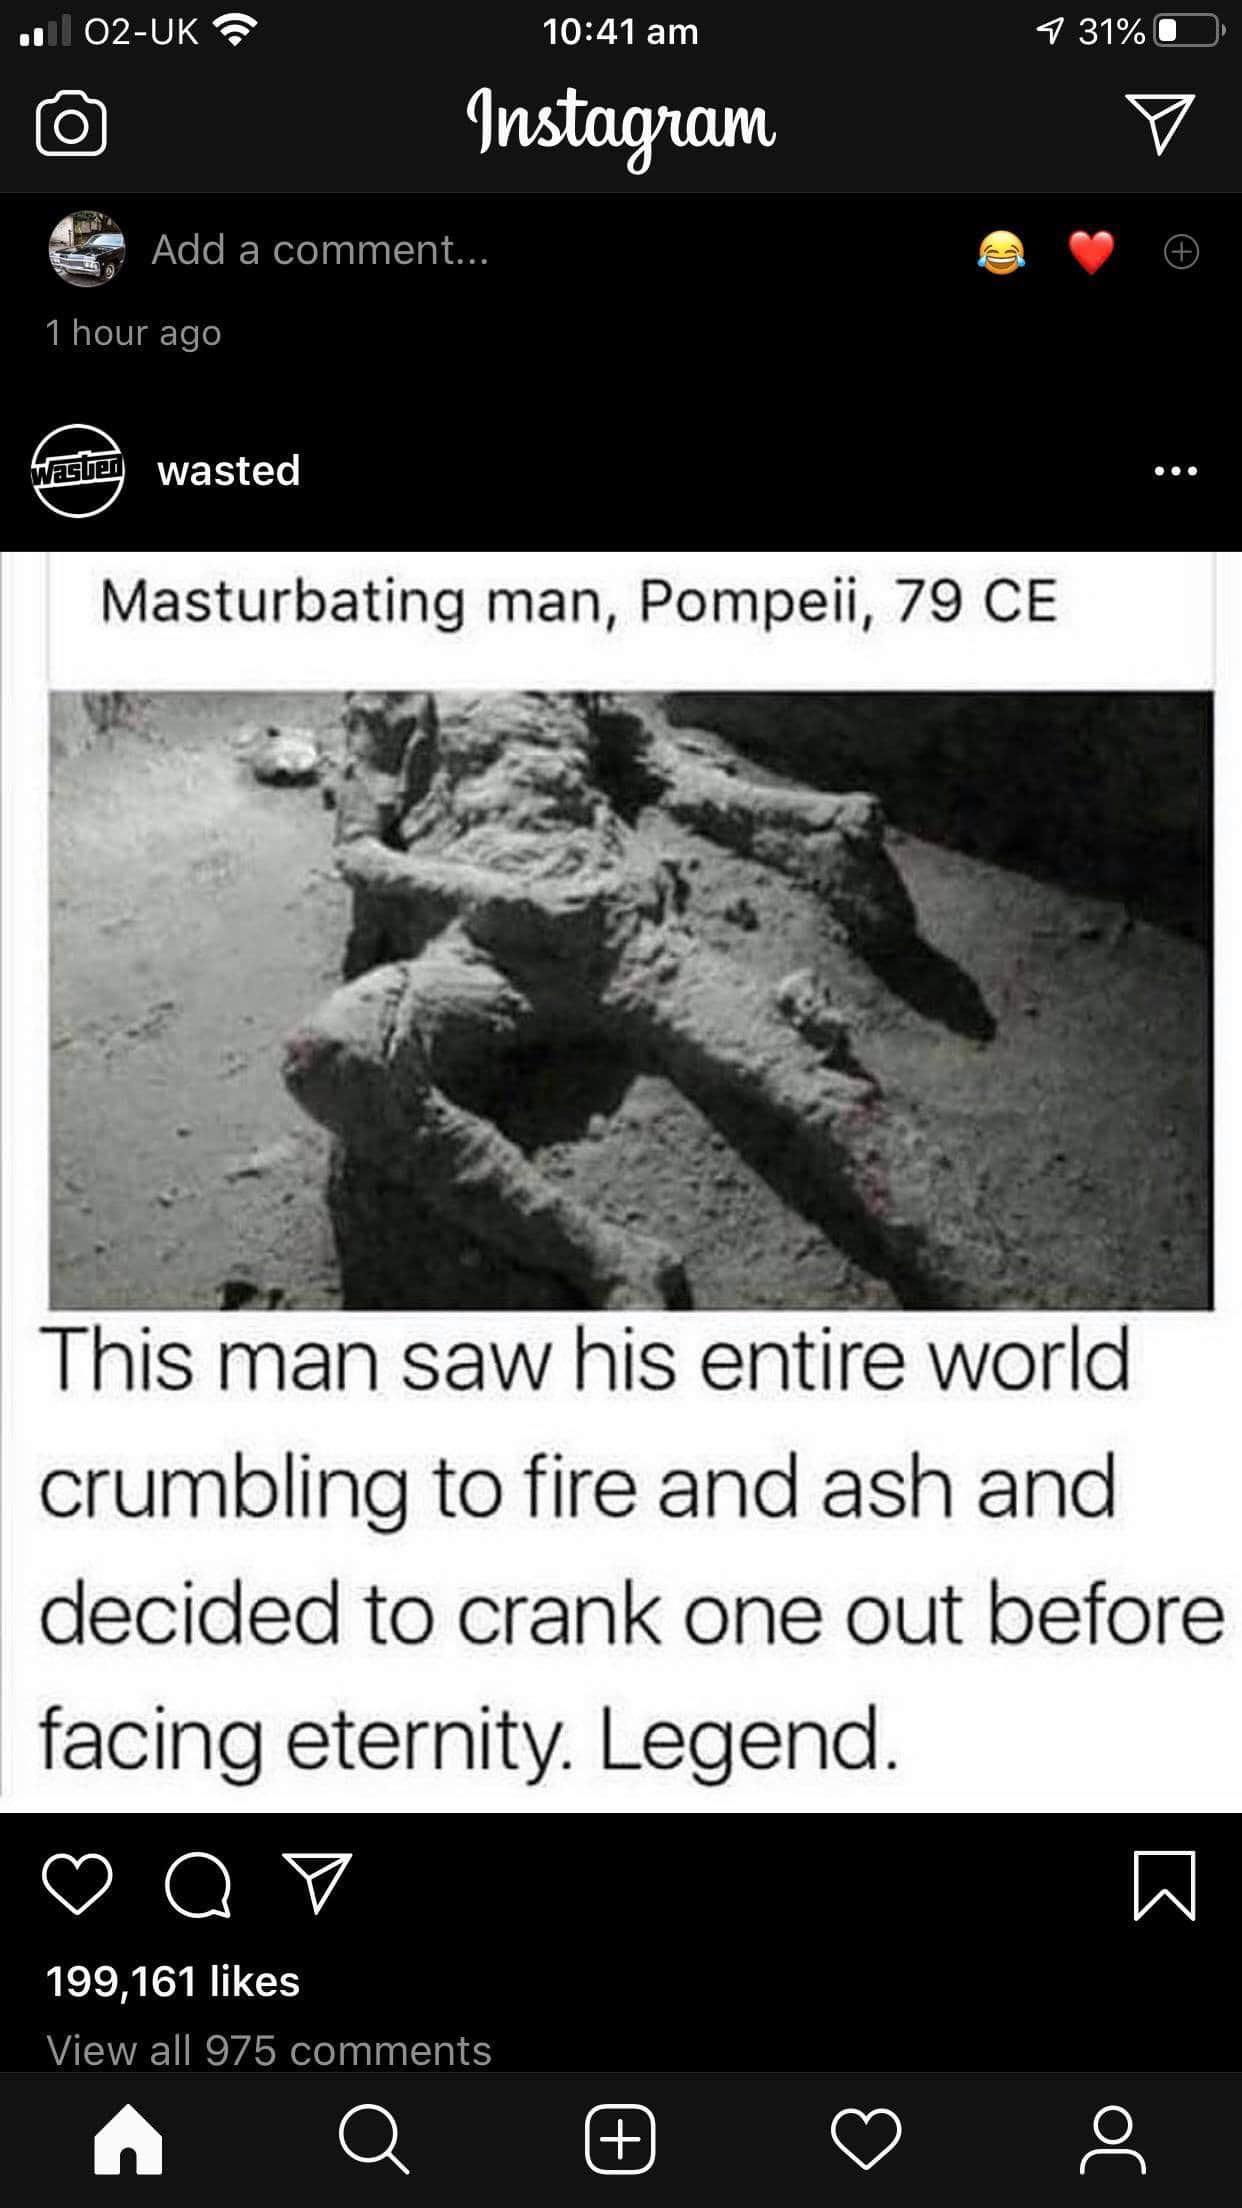 O2-UK 10:41 am 31%
Instagram
Add a comment...
1 hour ago
wasted wasted
Masturbating man, Pompeii, 79 CE
This man saw his entire world
crumbling to fire and ash and
decided to crank one out before
facing eternity. Legend.
199,161 likes
View all 975 comments